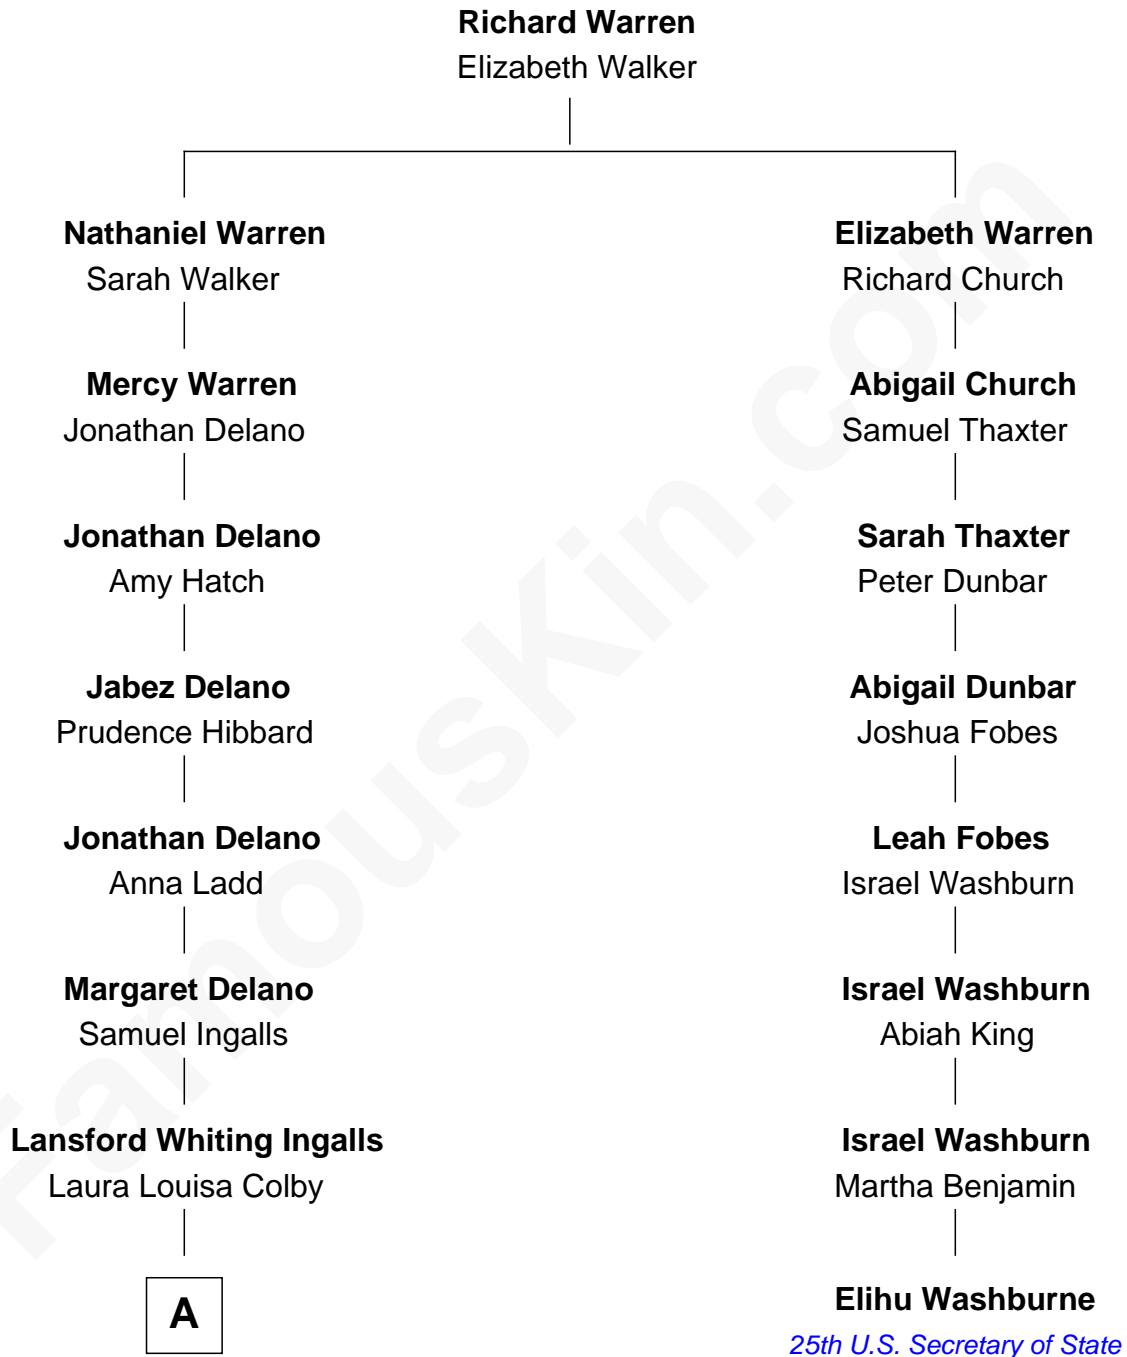 Richard Warren
Elizabeth Walker
Nathaniel Warren
Sarah Walker
Mercy Warren
Jonathan Delano
Jonathan Delano
Amy Hatch
Jabez Delano
Prudence Hibbard
Jonathan Delano
Anna Ladd
Margaret Delano
Samuel Ingalls
Lansford Whiting Ingalls
Laura Louisa Colby
A
Elizabeth Warren
Richard Church
Abigail Church
Samuel Thaxter
Sarah Thaxter
Peter Dunbar
Abigail Dunbar
Joshua Fobes
Leah Fobes
Israel Washburn
Israel Washburn
Abiah King
Israel Washburn
Martha Benjamin
Elihu Washburne
25th U.S. Secretary of State
FamousKin.com